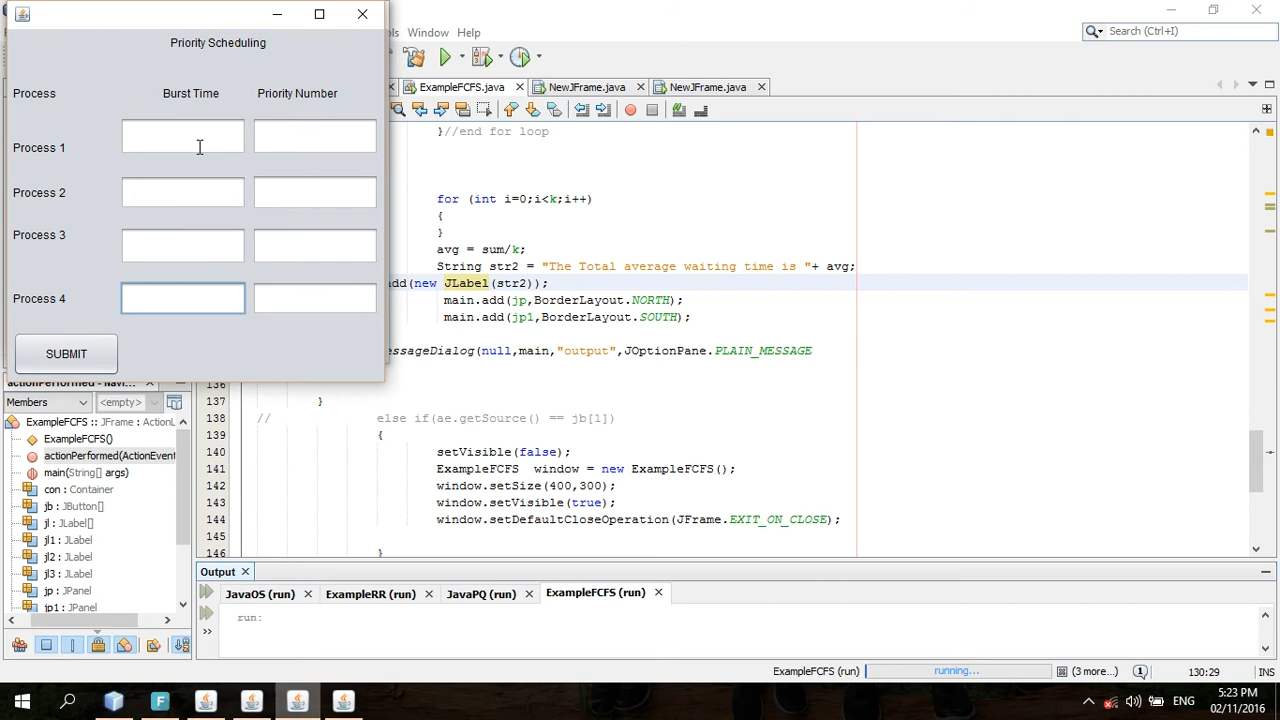 Priority Scheduling
Process Burst Time Priority Number
Process 1
Process 2
Process 3
Process 4
SUBMIT
Window Help
Search (Ctrl+I)
ExampleFCFS.java
NewJFrame.java
NewJFrame.java
}//end for loop
for (int i=0;i<k;i++)
{
}
avg = sum/k;
String str2 = "The Total average waiting time is "+ avg;
add(new JLabel(str2));
main.add(jp,BorderLayout.NORTH);
main.add(jp1,BorderLayout.SOUTH);
essageDialog(null,main,"output",JOptionPane.PLAIN_MESSAGE
136
137 }
138 // else if(ae.getSource() == jb[1])
139 {
140 setVisible(false);
141 ExampleFCFS window = new ExampleFCFS();
142 window.setSize(400,300);
143 window.setVisible(true);
144 window.setDefaultCloseOperation(JFrame.EXIT_ON_CLOSE);
145
146 }
actionPerformed - Navi...
Members <empty>
ExampleFCFS :: JFrame : ActionL
ExampleFCFS()
actionPerformed(ActionEvent
main(String[] args)
con : Container
jb : JButton[]
jl : JLabel[]
jl1 : JLabel
jl2 : JLabel
jl3 : JLabel
jp : JPanel
jp1 : JPanel
Output
JavaOS (run) ExampleRR (run) JavaPQ (run) ExampleFCFS (run)
run:
ExampleFCFS (run) running... (3 more...) 1 130:29 INS
F ENG 5:23 PM
02/11/2016